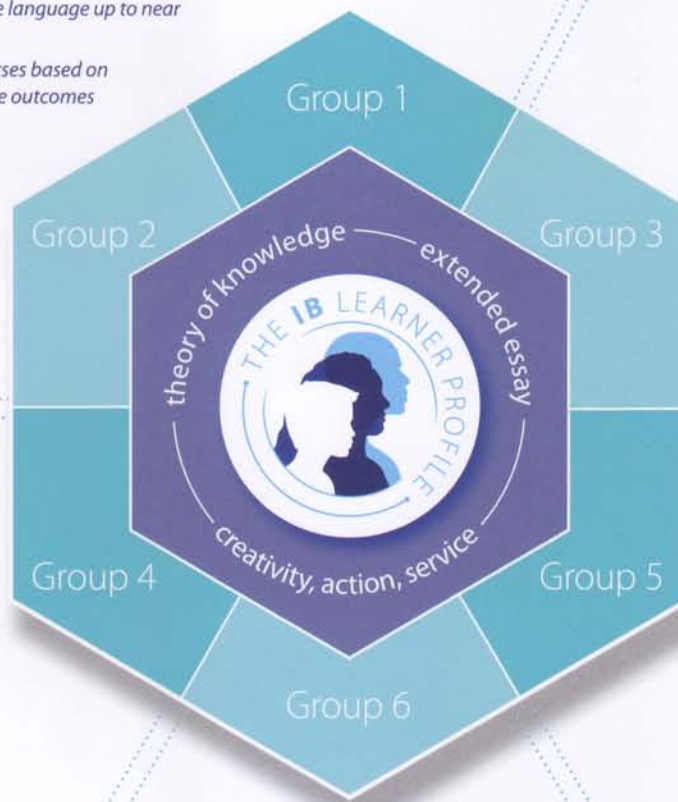 e language up to near
ses based on
e outcomes
Group 1
Group 2
Group 3
theory of knowledge
extended essay
THE IB LEARNER PROFILE
creativity, action, service
Group 4
Group 5
Group 6